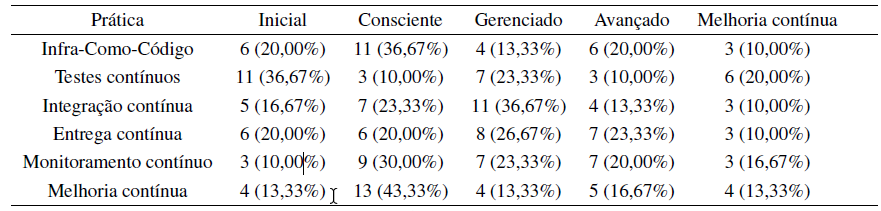 Prática Inicial Consciente Gerenciado Avançado Melhoria contínua
Infra-Como-Código 6 (20,00%) 11 (36,67%) 4 (13,33%) 6 (20,00%) 3 (10,00%)
Testes contínuos 11 (36,67%) 3 (10,00%) 7 (23,33%) 3 (10,00%) 6 (20,00%)
Integração contínua 5 (16,67%) 7 (23,33%) 11 (36,67%) 4 (13,33%) 3 (10,00%)
Entrega contínua 6 (20,00%) 6 (20,00%) 8 (26,67%) 7 (23,33%) 3 (10,00%)
Monitoramento contínuo 3 (10,00%) 9 (30,00%) 7 (23,33%) 7 (20,00%) 3 (16,67%)
Melhoria contínua 4 (13,33%) 13 (43,33%) 4 (13,33%) 5 (16,67%) 4 (13,33%)